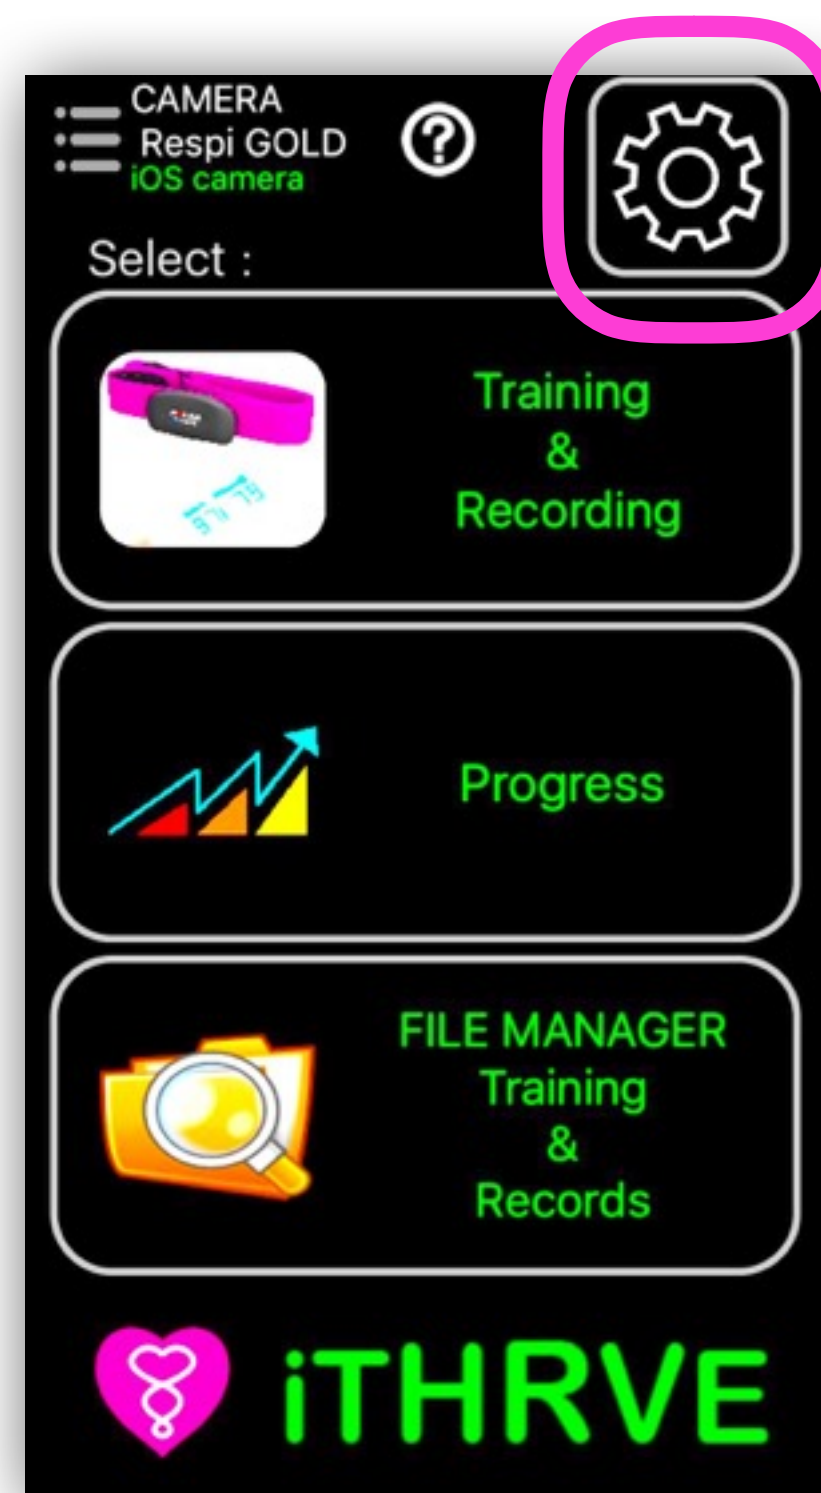 CAMERA
Respi GOLD
iOS camera
?
Select :
Training
&
Recording
Progress
FILE MANAGER
Training
&
Records
iTHRVE